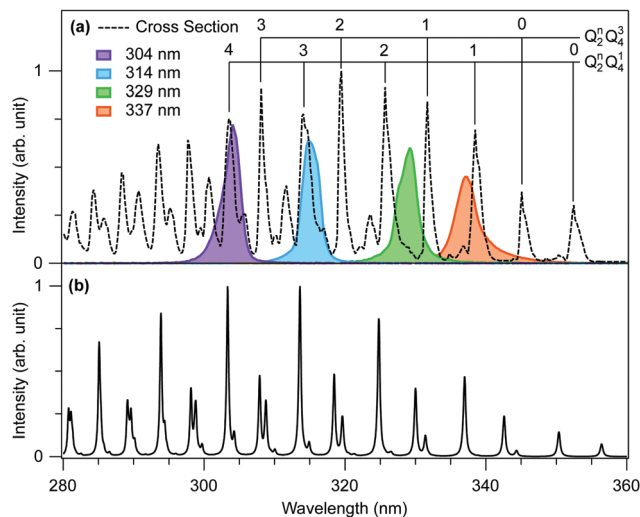 (a) Cross Section
304 nm
314 nm
329 nm
337 nm
3 2 1 0 Q₂ⁿQ₄³
4 3 2 1 0 Q₂ⁿQ₄¹
1
0
Intensity (arb. unit)
(b)
1
0
Intensity (arb. unit)
280 300 320 340 360
Wavelength (nm)